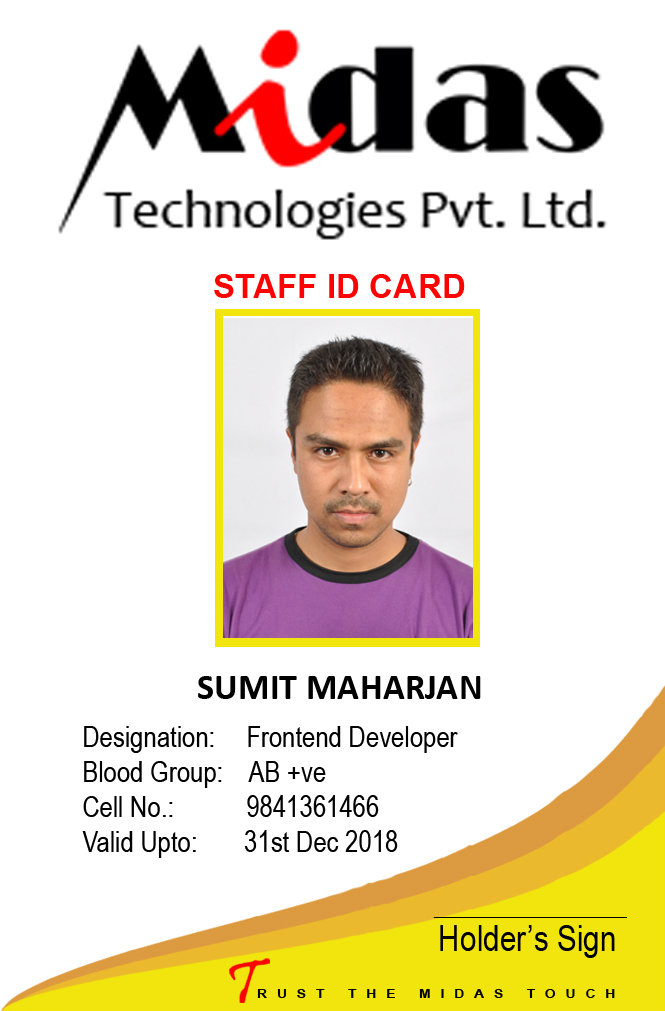 Midas
Technologies Pvt. Ltd.
STAFF ID CARD
SUMIT MAHARJAN
Designation: Frontend Developer
Blood Group: AB +ve
Cell No.: 9841361466
Valid Upto: 31st Dec 2018
Holder’s Sign
TRUST THE MIDAS TOUCH